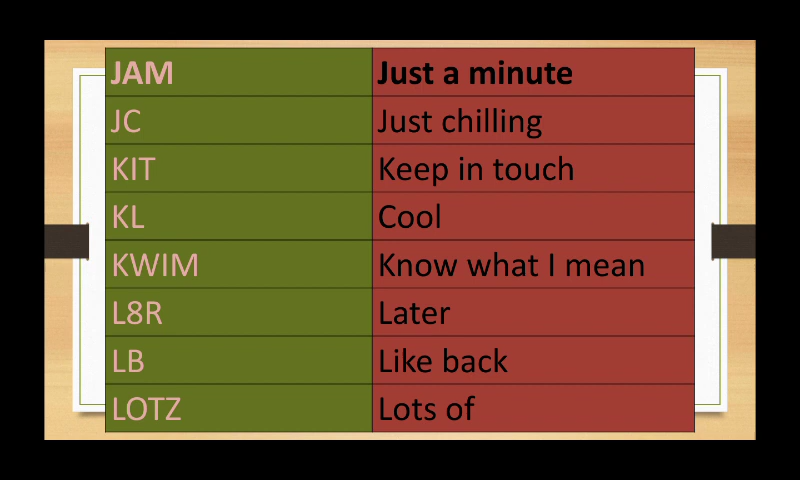 JAM Just a minute
JC Just chilling
KIT Keep in touch
KL Cool
KWIM Know what I mean
L8R Later
LB Like back
LOTZ Lots of